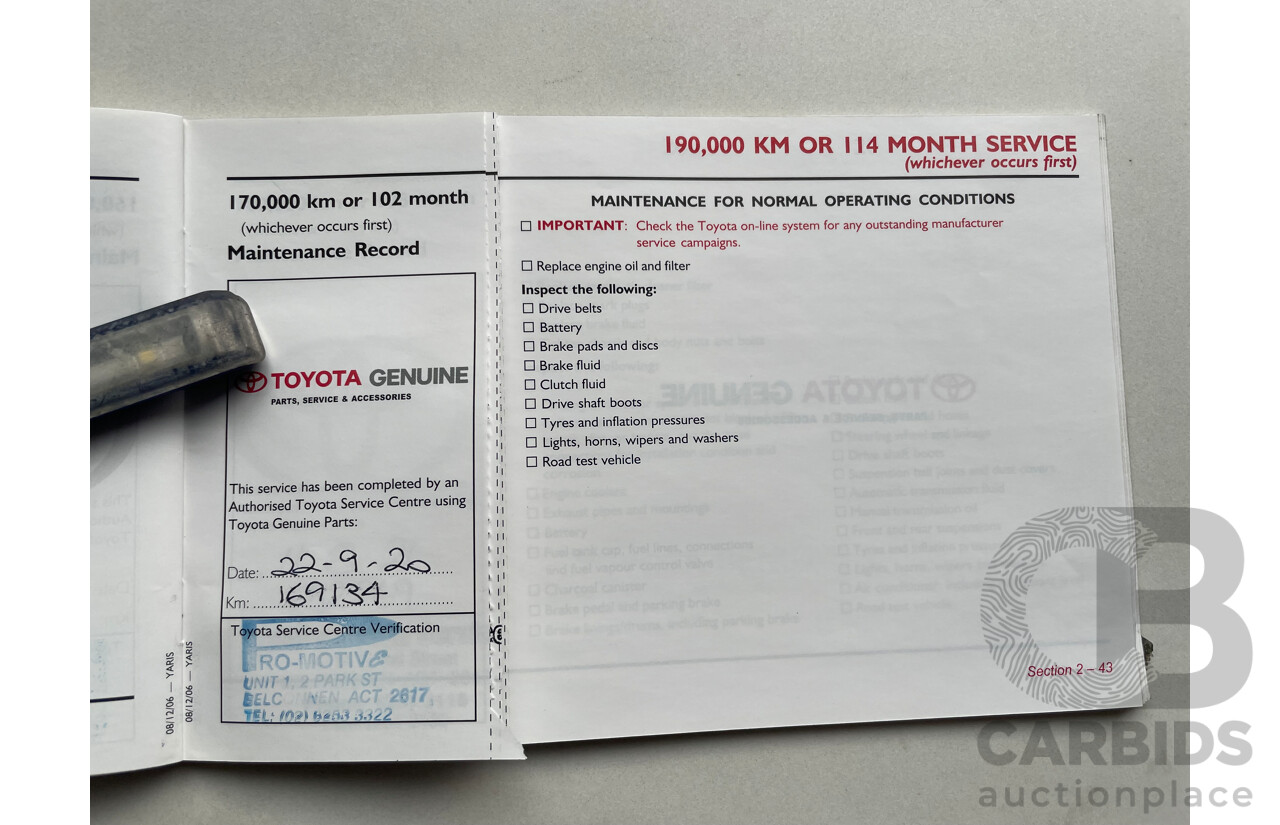 170,000 km or 102 month
(whichever occurs first)
Maintenance Record
TOYOTA GENUINE
PARTS, SERVICE & ACCESSORIES
This service has been completed by an
Authorised Toyota Service Centre using
Toyota Genuine Parts:
Date: 22-9-20
Km: 169134
Toyota Service Centre Verification
RO-MOTIVE
UNIT 1, 2 PARK ST
ACT 2617
TEL: (02) 3322
08/12/06 — YARIS
08/12/06 — YARIS
190,000 KM OR 114 MONTH SERVICE
(whichever occurs first)
MAINTENANCE FOR NORMAL OPERATING CONDITIONS
☐ IMPORTANT: Check the Toyota on-line system for any outstanding manufacturer
service campaigns.
☐ Replace engine oil and filter
Inspect the following:
☐ Drive belts
☐ Battery
☐ Brake pads and discs
☐ Brake fluid
☐ Clutch fluid
☐ Drive shaft boots
☐ Tyres and inflation pressures
☐ Lights, horns, wipers and washers
☐ Road test vehicle
Section 2 – 43
CB
CARBIDS
auctionplace